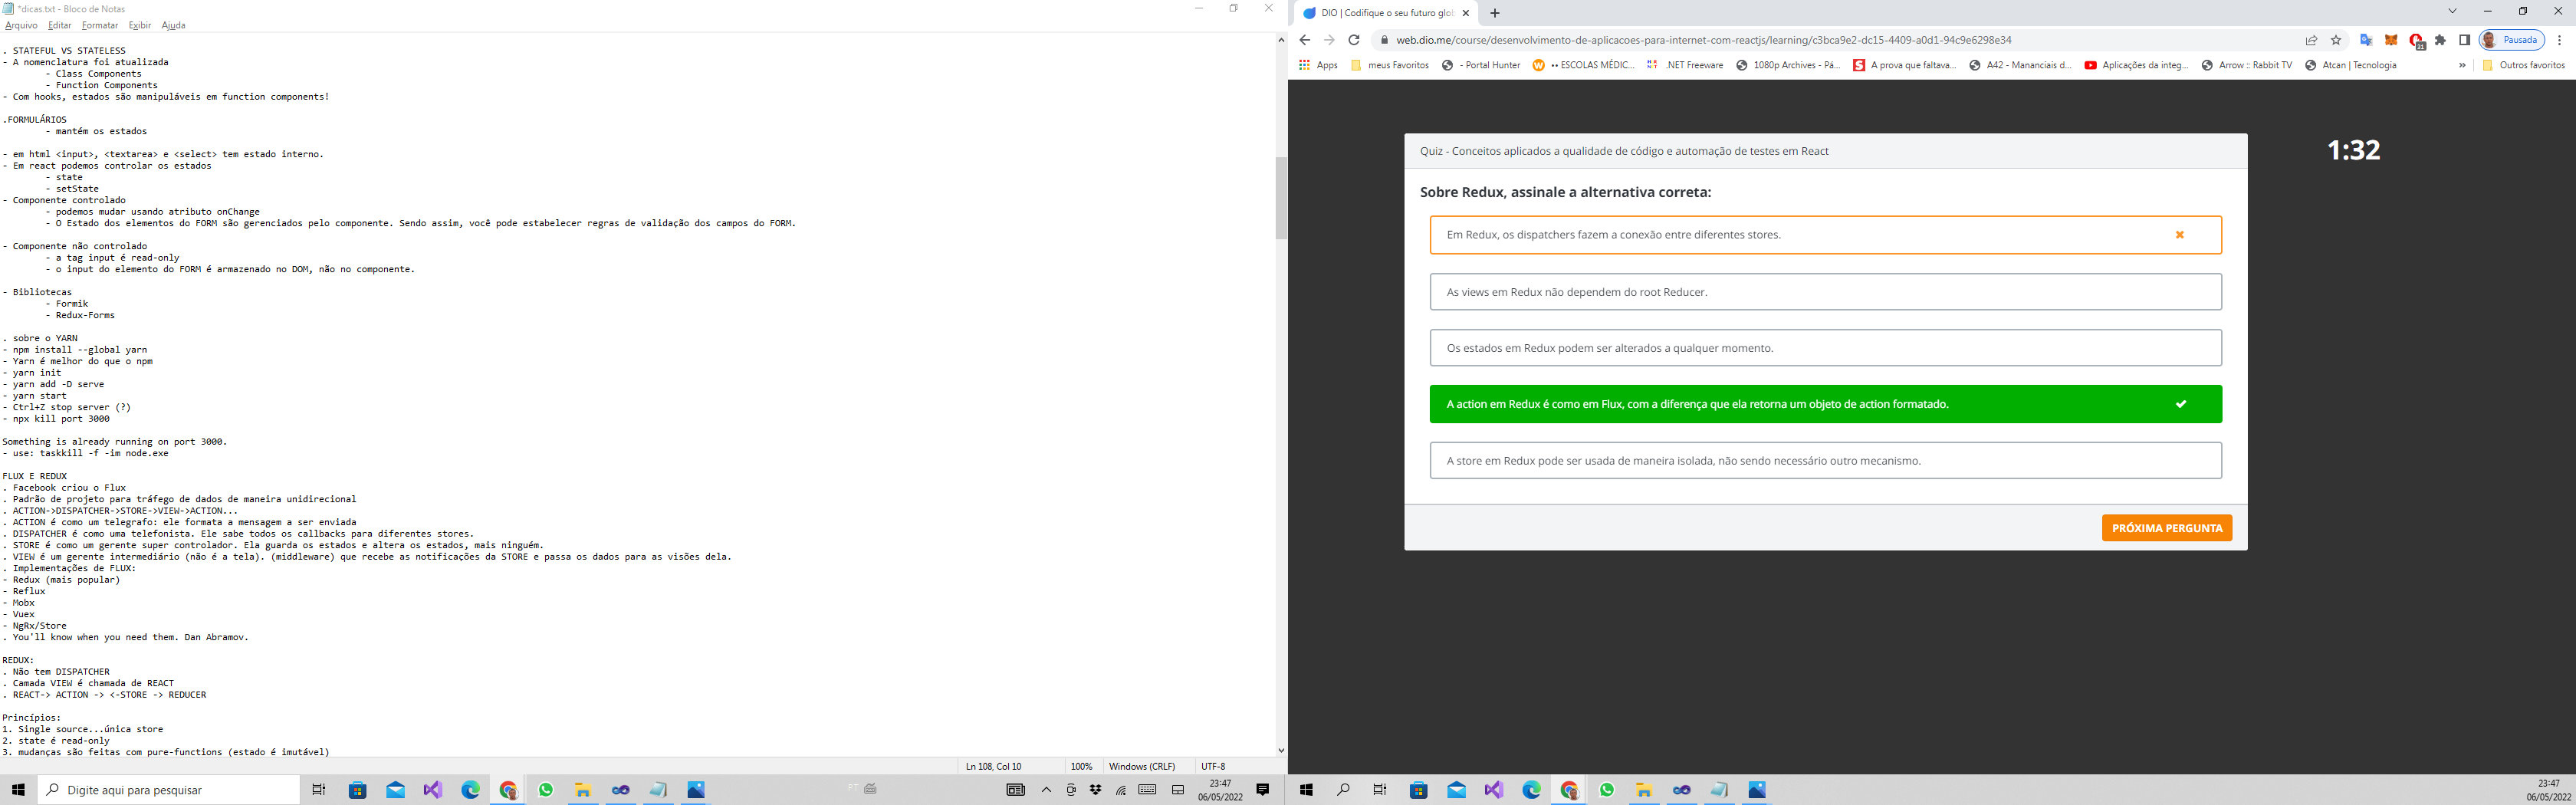 *dicas.txt - Bloco de Notas
Arquivo Editar Formatar Exibir Ajuda
. STATEFUL VS STATELESS
- A nomenclatura foi atualizada
- Class Components
- Function Components
- Com hooks, estados são manipuláveis em function components!
.FORMULÁRIOS
- mantém os estados
- em html <input>, <textarea> e <select> tem estado interno.
- Em react podemos controlar os estados
- state
- setState
- Componente controlado
- podemos mudar usando atributo onChange
- O Estado dos elementos do FORM são gerenciados pelo componente. Sendo assim, você pode estabelecer regras de validação dos campos do FORM.
- Componente não controlado
- a tag input é read-only
- o input do elemento do FORM é armazenado no DOM, não no componente.
- Bibliotecas
- Formik
- Redux-Forms
. sobre o YARN
- npm install --global yarn
- Yarn é melhor do que o npm
- yarn init
- yarn add -D serve
- yarn start
- Ctrl+Z stop server (?)
- npx kill port 3000
Something is already running on port 3000.
- use: taskkill -f -im node.exe
FLUX E REDUX
. Facebook criou o Flux
. Padrão de projeto para tráfego de dados de maneira unidirecional
. ACTION->DISPATCHER->STORE->VIEW->ACTION...
. ACTION é como um telegrafo: ele formata a mensagem a ser enviada
. DISPATCHER é como uma telefonista. Ele sabe todos os callbacks para diferentes stores.
. STORE é como um gerente super controlador. Ela guarda os estados e altera os estados, mais ninguém.
. VIEW é um gerente intermediário (não é a tela). (middleware) que recebe as notificações da STORE e passa os dados para as visões dela.
. Implementações de FLUX:
- Redux (mais popular)
- Reflux
- Mobx
- Vuex
- NgRx/Store
. You'll know when you need them. Dan Abramov.
REDUX:
. Não tem DISPATCHER
. Camada VIEW é chamada de REACT
. REACT-> ACTION -> <-STORE -> REDUCER
Princípios:
1. Single source...única store
2. state é read-only
3. mudanças são feitas com pure-functions (estado é imutável)
Ln 108, Col 10 100% Windows (CRLF) UTF-8
Digite aqui para pesquisar
PT
23:47
06/05/2022
DIO | Codifique o seu futuro glob
web.dio.me/course/desenvolvimento-de-aplicacoes-para-internet-com-reactjs/learning/c3bca9e2-dc15-4409-a0d1-94c9e6298e34
21
Pausada
Apps meus Favoritos - Portal Hunter •• ESCOLAS MÉDIC... .NET Freeware 1080p Archives - Pá... A prova que faltava... A42 - Mananciais d... Aplicações da integ... Arrow :: Rabbit TV Atcan | Tecnologia » Outros favoritos
Quiz - Conceitos aplicados a qualidade de código e automação de testes em React
1:32
Sobre Redux, assinale a alternativa correta:
Em Redux, os dispatchers fazem a conexão entre diferentes stores.
As views em Redux não dependem do root Reducer.
Os estados em Redux podem ser alterados a qualquer momento.
A action em Redux é como em Flux, com a diferença que ela retorna um objeto de action formatado.
A store em Redux pode ser usada de maneira isolada, não sendo necessário outro mecanismo.
PRÓXIMA PERGUNTA
23:47
06/05/2022